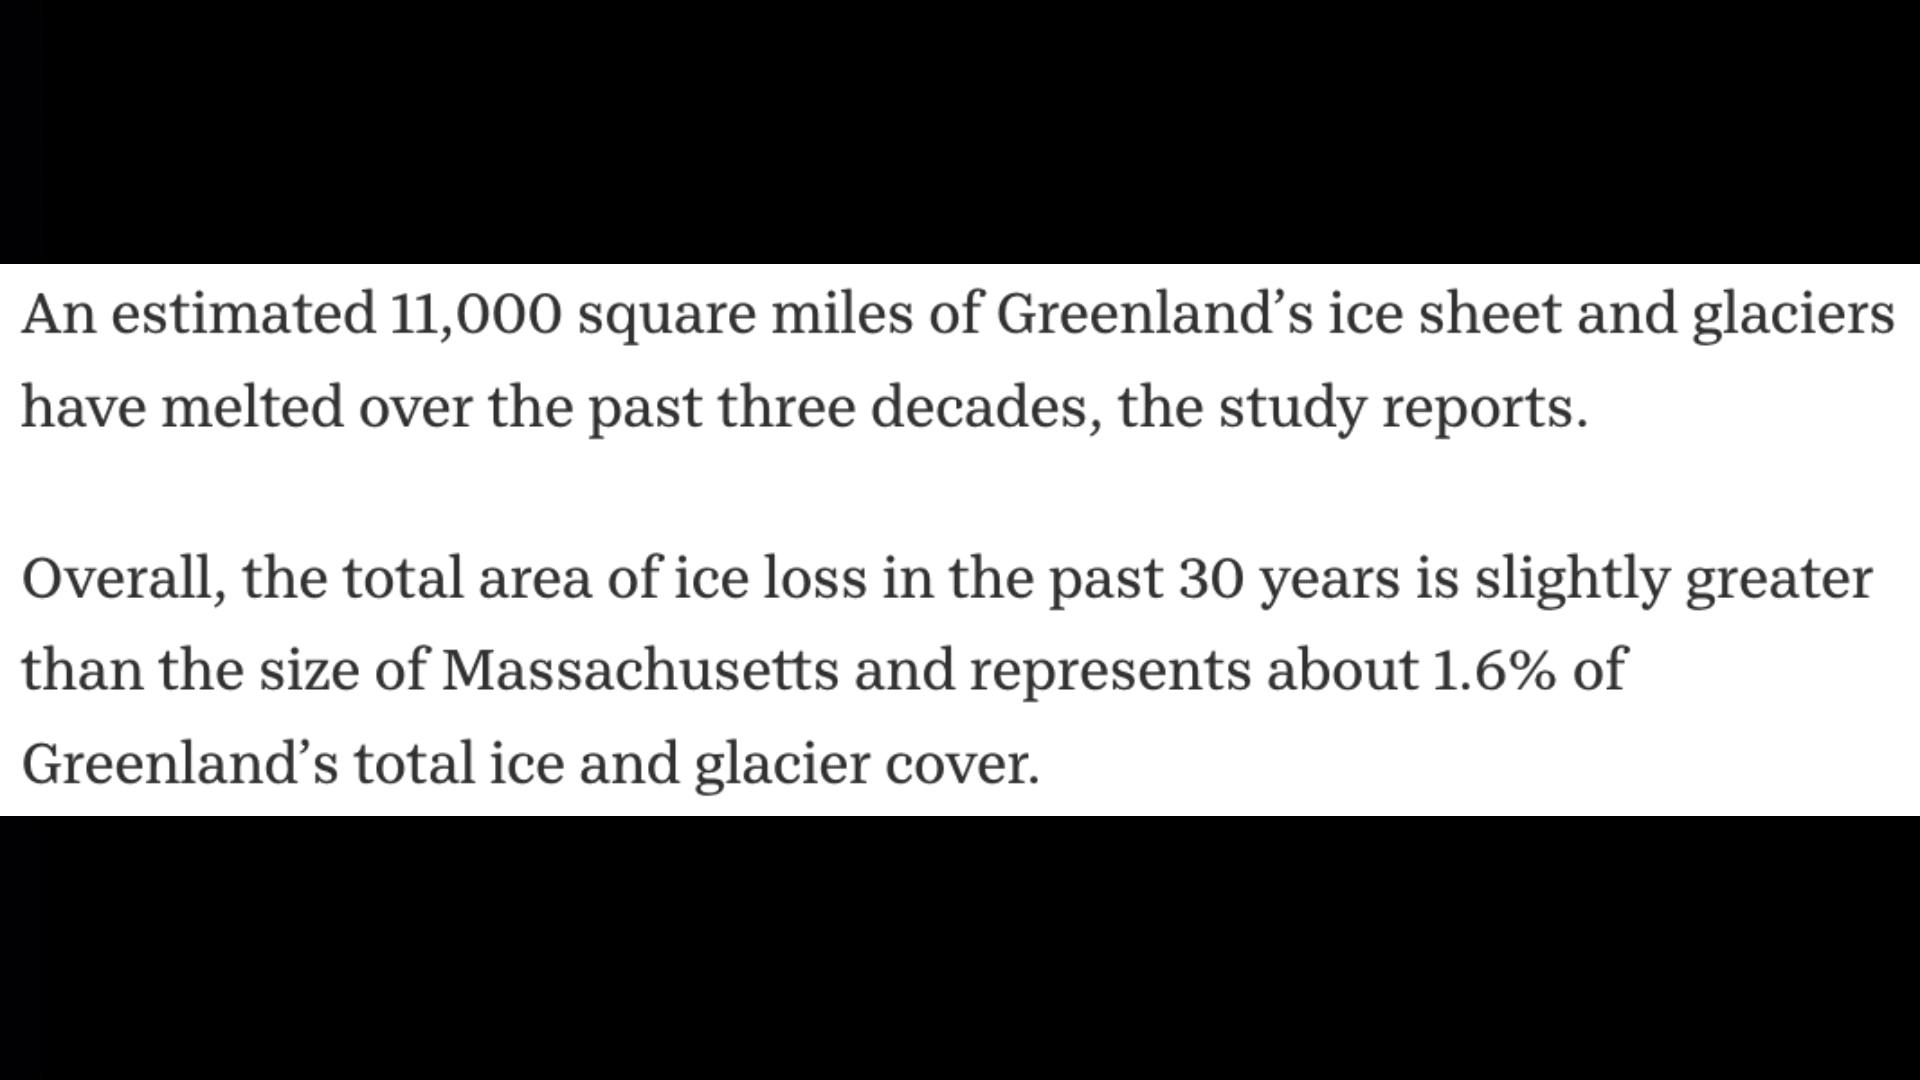 An estimated 11,000 square miles of Greenland’s ice sheet and glaciers
have melted over the past three decades, the study reports.
Overall, the total area of ice loss in the past 30 years is slightly greater
than the size of Massachusetts and represents about 1.6% of
Greenland’s total ice and glacier cover.